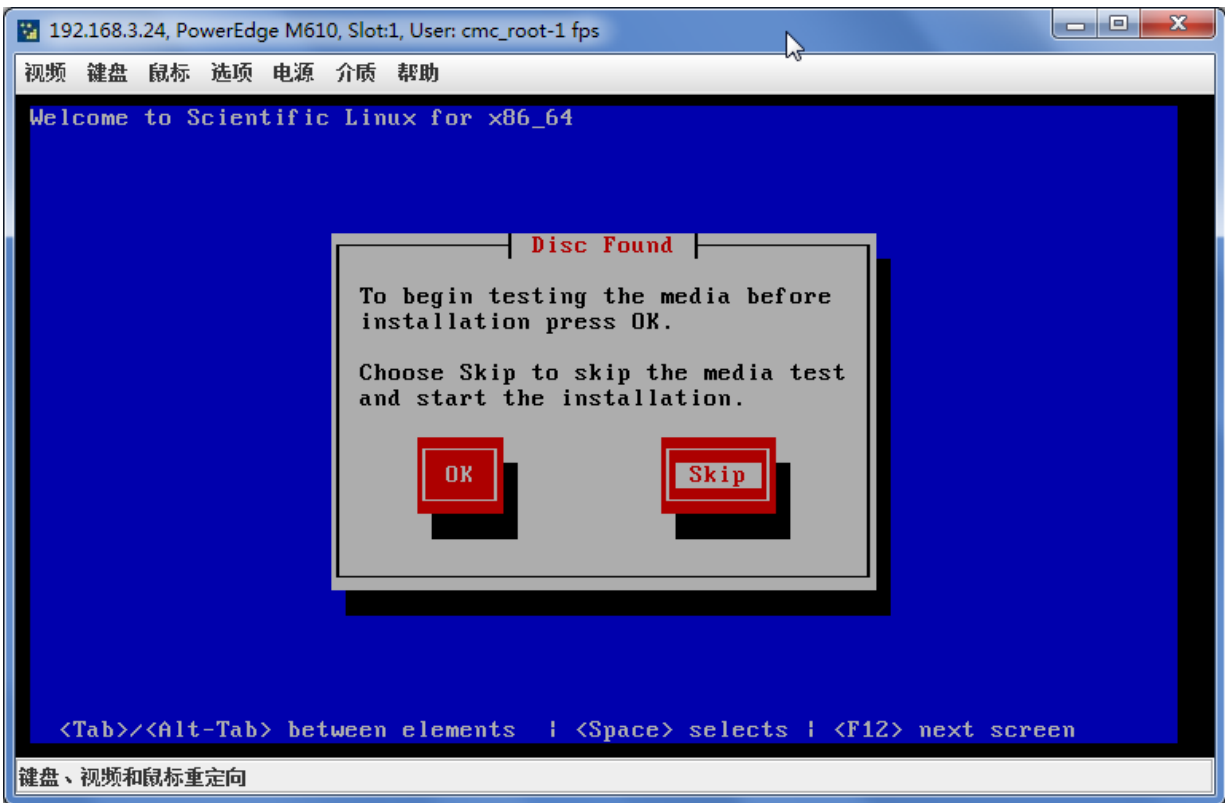 192.168.3.24, PowerEdge M610, Slot:1, User: cmc_root-1 fps
视频 键盘 鼠标 选项 电源 介质 帮助
Welcome to Scientific Linux for x86_64
Disc Found
To begin testing the media before
installation press OK.
Choose Skip to skip the media test
and start the installation.
OK Skip
<Tab>/<Alt-Tab> between elements | <Space> selects | <F12> next screen
键盘、视频和鼠标重定向